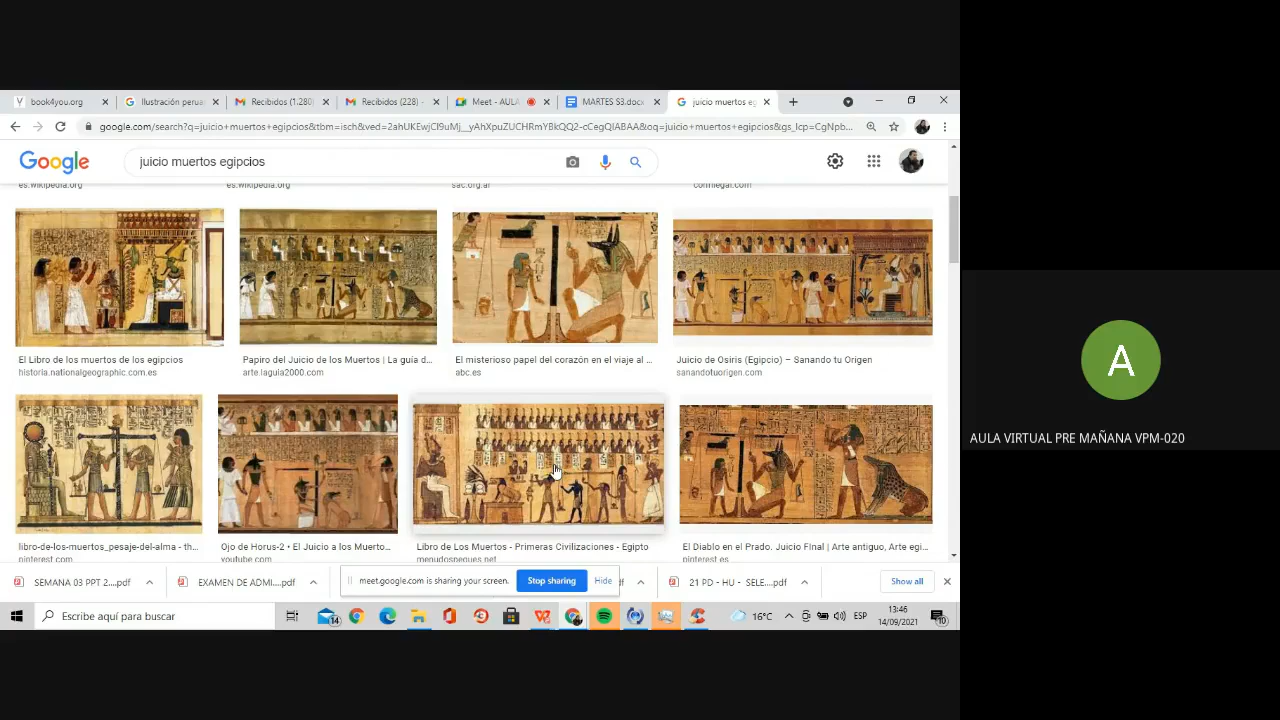 book4you.org
Ilustración perua
Recibidos (1.280)
Recibidos (228) -
Meet - AULA
MARTES S3.docx
juicio muertos eg
google.com/search?q=juicio+muertos+egipcios&tbm=isch&ved=2ahUKEwjCl9uMj__yAhXpuZUCHRmYBkQQ2-cCegQIABAA&oq=juicio+muertos+egipcios&gs_lcp=CgNpb...
Google
juicio muertos egipcios
es.wikipedia.org
es.wikipedia.org
sac.org.ar
conflegal.com
El Libro de los muertos de los egipcios
historia.nationalgeographic.com.es
Papiro del Juicio de los Muertos | La guía d...
arte.laguia2000.com
El misterioso papel del corazón en el viaje al ...
abc.es
Juicio de Osiris (Egipcio) – Sanando tu Origen
sanandotuorigen.com
libro-de-los-muertos_pesaje-del-alma - th...
pinterest.com
Ojo de Horus-2 • El Juicio a los Muerto...
youtube.com
Libro de Los Muertos - Primeras Civilizaciones - Egipto
menudospeques.net
El Diablo en el Prado. Juicio FInal | Arte antiguo, Arte egi...
pinterest.es
SEMANA 03 PPT 2....pdf
EXAMEN DE ADMI....pdf
meet.google.com is sharing your screen.
Stop sharing
Hide
df
21 PD - HU - SELE....pdf
Show all
Escribe aquí para buscar
14
16°C
ESP
13:46
14/09/2021
10
A
AULA VIRTUAL PRE MAÑANA VPM-020